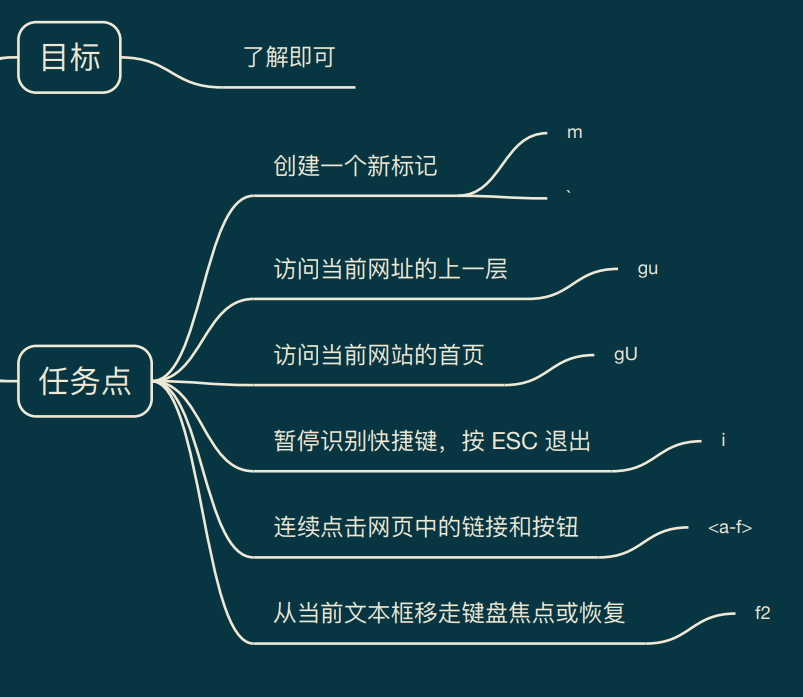 目标
了解即可
任务点
创建一个新标记
m
`
访问当前网址的上一层
gu
访问当前网站的首页
gU
暂停识别快捷键，按 ESC 退出
i
连续点击网页中的链接和按钮
<a-f>
从当前文本框移走键盘焦点或恢复
f2